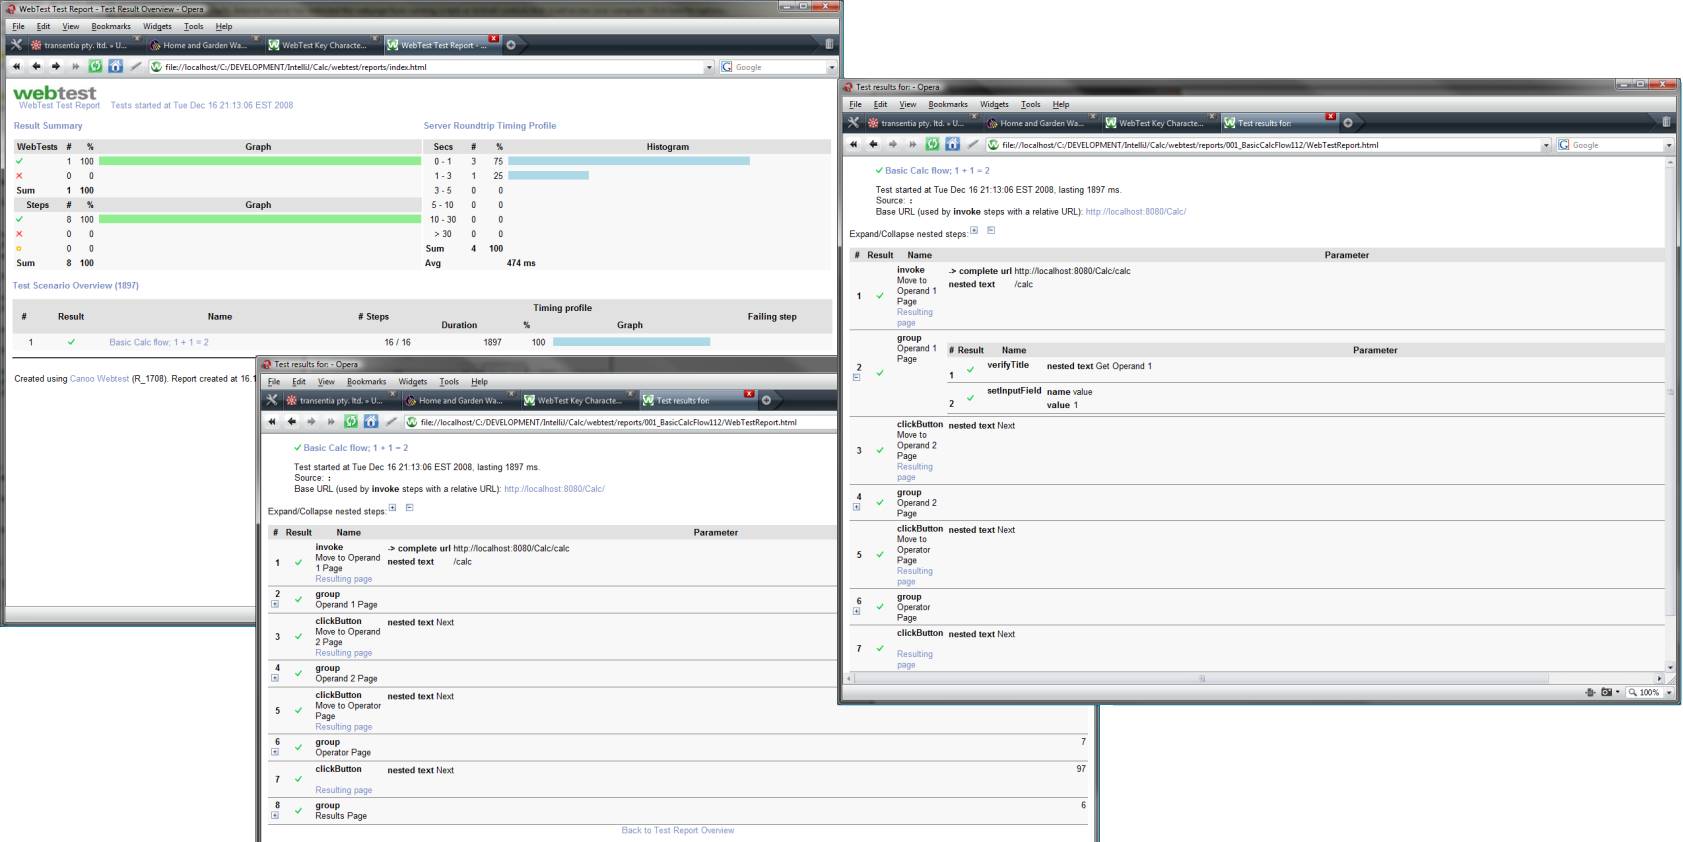 WebTest Test Report - Test Result Overview - Opera
File Edit View Bookmarks Widgets Tools Help
transentia pty. ltd. » U... Home and Garden Wa... WebTest Key Characte... WebTest Test Report - ...
file://localhost/C:/DEVELOPMENT/IntelliJ/Calc/webtest/reports/index.html Google
webtest
WebTest Test Report Tests started at Tue Dec 16 21:13:06 EST 2008
Result Summary Server Roundtrip Timing Profile
WebTests # % Graph Secs # % Histogram
1 100 0 - 1 3 75
0 0 1 - 3 1 25
Sum 1 100 3 - 5 0 0
Steps # % Graph 5 - 10 0 0
8 100 10 - 30 0 0
0 0 > 30 0 0
0 0 Sum 4 100
Sum 8 100 Avg 474 ms
Test Scenario Overview (1897)
# Result Name # Steps Timing profile Failing step
Duration % Graph
1 Basic Calc flow; 1 + 1 = 2 16 / 16 1897 100
Created using Canoo Webtest (R_1708). Report created at 16.1
Test results for: - Opera
File Edit View Bookmarks Widgets Tools Help
transentia pty. ltd. » U... Home and Garden Wa... WebTest Key Characte... Test results for:
file://localhost/C:/DEVELOPMENT/IntelliJ/Calc/webtest/reports/001_BasicCalcFlow112/WebTestReport.html
Basic Calc flow; 1 + 1 = 2
Test started at Tue Dec 16 21:13:06 EST 2008, lasting 1897 ms.
Source: :
Base URL (used by invoke steps with a relative URL): http://localhost:8080/Calc/
Expand/Collapse nested steps:
# Result Name Parameter
invoke -> complete url http://localhost:8080/Calc/calc
Move to Operand nested text /calc
1 1 Page
Resulting page
2 group
Operand 1 Page
clickButton nested text Next
Move to Operand
3 2 Page
Resulting page
4 group
Operand 2 Page
clickButton nested text Next
Move to Operator
5 Page
Resulting page
6 group 7
Operator Page
clickButton nested text Next 97
7
Resulting page
8 group 6
Results Page
Back to Test Report Overview
Test results for: - Opera
File Edit View Bookmarks Widgets Tools Help
transentia pty. ltd. » U... Home and Garden Wa... WebTest Key Characte... Test results for:
file://localhost/C:/DEVELOPMENT/IntelliJ/Calc/webtest/reports/001_BasicCalcFlow112/WebTestReport.html Google
Basic Calc flow; 1 + 1 = 2
Test started at Tue Dec 16 21:13:06 EST 2008, lasting 1897 ms.
Source: :
Base URL (used by invoke steps with a relative URL): http://localhost:8080/Calc/
Expand/Collapse nested steps:
# Result Name Parameter
invoke -> complete url http://localhost:8080/Calc/calc
Move to nested text /calc
Operand 1
1 Page
Resulting
page
group
Operand 1 # Result Name Parameter
Page
2 1 verifyTitle nested text Get Operand 1
2 setInputField name value
value 1
clickButton nested text Next
Move to
Operand 2
3 Page
Resulting
page
4 group
Operand 2
Page
clickButton nested text Next
Move to
Operator
5 Page
Resulting
page
6 group
Operator
Page
clickButton nested text Next
7
Resulting
page
100%